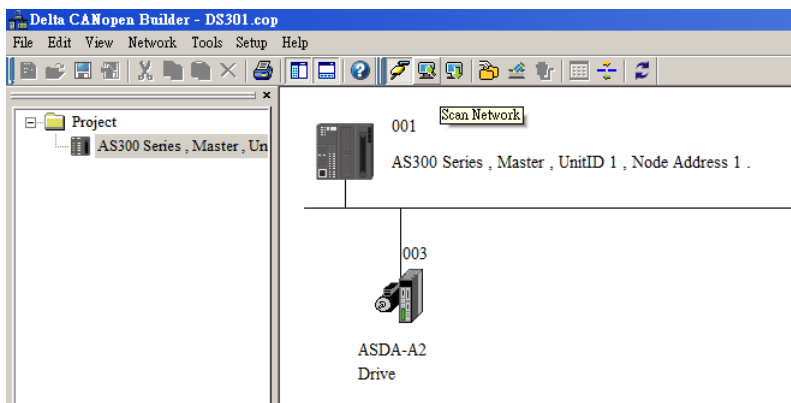 Delta CANopen Builder - DS301.cop
File Edit View Network Tools Setup Help
Project
AS300 Series , Master , Un
Scan Network
001
AS300 Series , Master , UnitID 1 , Node Address 1 .
003
ASDA-A2
Drive